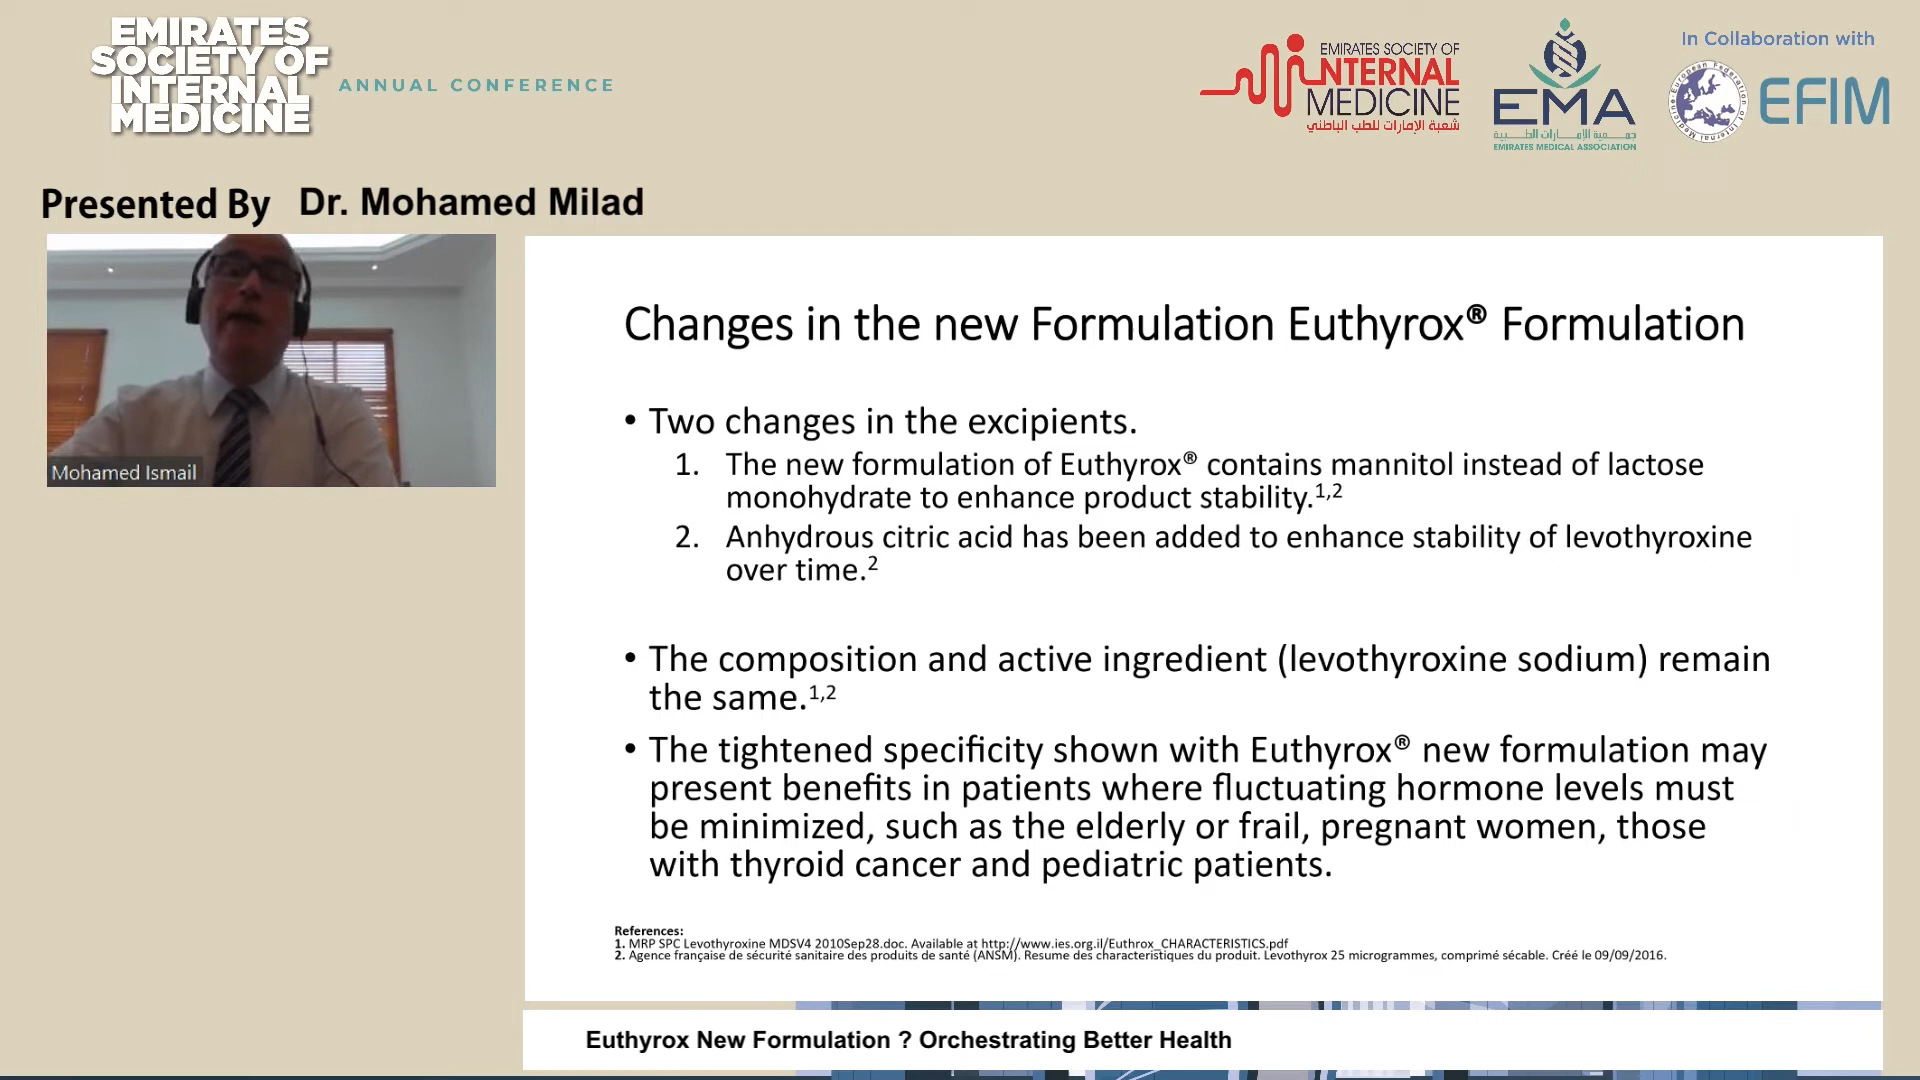 EMIRATES
SOCIETY OF
INTERNAL
MEDICINE
ANNUAL CONFERENCE
EMIRATES SOCIETY OF
INTERNAL
MEDICINE
شعبة الإمارات للطب الباطني
EMA
جمعية الإمارات الطبية
EMIRATES MEDICAL ASSOCIATION
In Collaboration with
European Federation of Internal Medicine
EFIM
Presented By Dr. Mohamed Milad
Mohamed Ismail
Changes in the new Formulation Euthyrox® Formulation
• Two changes in the excipients.
1. The new formulation of Euthyrox® contains mannitol instead of lactose
monohydrate to enhance product stability.1,2
2. Anhydrous citric acid has been added to enhance stability of levothyroxine
over time.2
• The composition and active ingredient (levothyroxine sodium) remain
the same.1,2
• The tightened specificity shown with Euthyrox® new formulation may
present benefits in patients where fluctuating hormone levels must
be minimized, such as the elderly or frail, pregnant women, those
with thyroid cancer and pediatric patients.
References:
1. MRP SPC Levothyroxine MDSV4 2010Sep28.doc. Available at http://www.ies.org.il/Euthrox_CHARACTERISTICS.pdf
2. Agence française de sécurité sanitaire des produits de santé (ANSM). Resume des characteristiques du produit. Levothyrox 25 microgrammes, comprimé sécable. Créé le 09/09/2016.
Euthyrox New Formulation ? Orchestrating Better Health